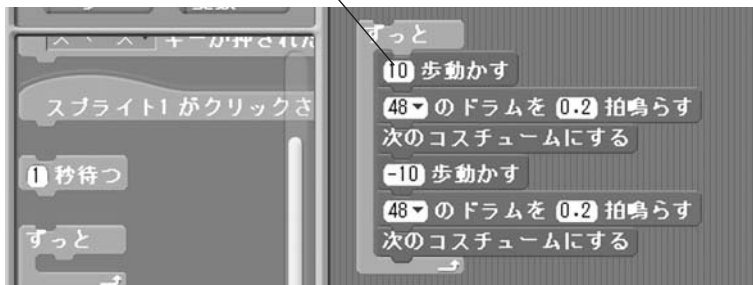 スプライト1 がクリックさ
1 秒待つ
ずっと
ずっと
10 歩動かす
48 のドラムを 0.2 拍鳴らす
次のコスチュームにする
-10 歩動かす
48 のドラムを 0.2 拍鳴らす
次のコスチュームにする